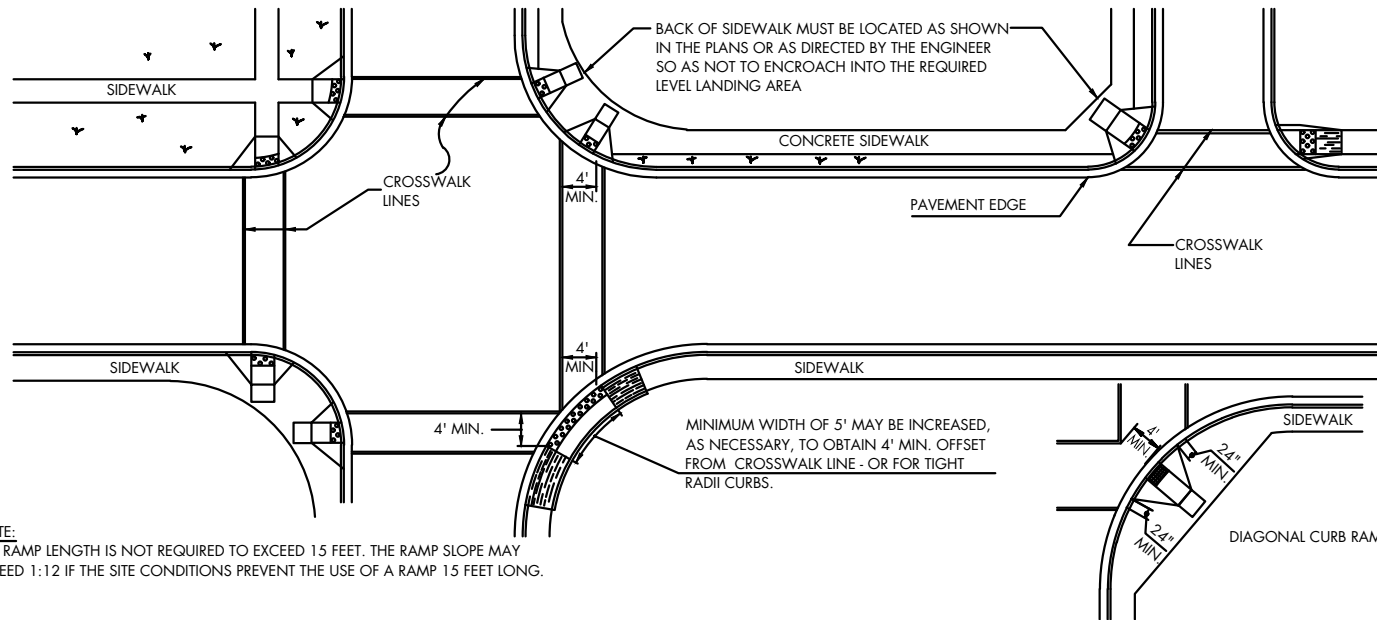 BACK OF SIDEWALK MUST BE LOCATED AS SHOWN
IN THE PLANS OR AS DIRECTED BY THE ENGINEER
SO AS NOT TO ENCROACH INTO THE REQUIRED
LEVEL LANDING AREA
SIDEWALK
CONCRETE SIDEWALK
CROSSWALK
LINES
4'
MIN.
PAVEMENT EDGE
CROSSWALK
LINES
SIDEWALK
4'
MIN
SIDEWALK
4' MIN.
MINIMUM WIDTH OF 5' MAY BE INCREASED,
AS NECESSARY, TO OBTAIN 4' MIN. OFFSET
FROM CROSSWALK LINE - OR FOR TIGHT
RADII CURBS.
SIDEWALK
4'
MIN.
24"
MIN.
24"
MIN.
DIAGONAL CURB RAM
TE:
RAMP LENGTH IS NOT REQUIRED TO EXCEED 15 FEET. THE RAMP SLOPE MAY
EED 1:12 IF THE SITE CONDITIONS PREVENT THE USE OF A RAMP 15 FEET LONG.